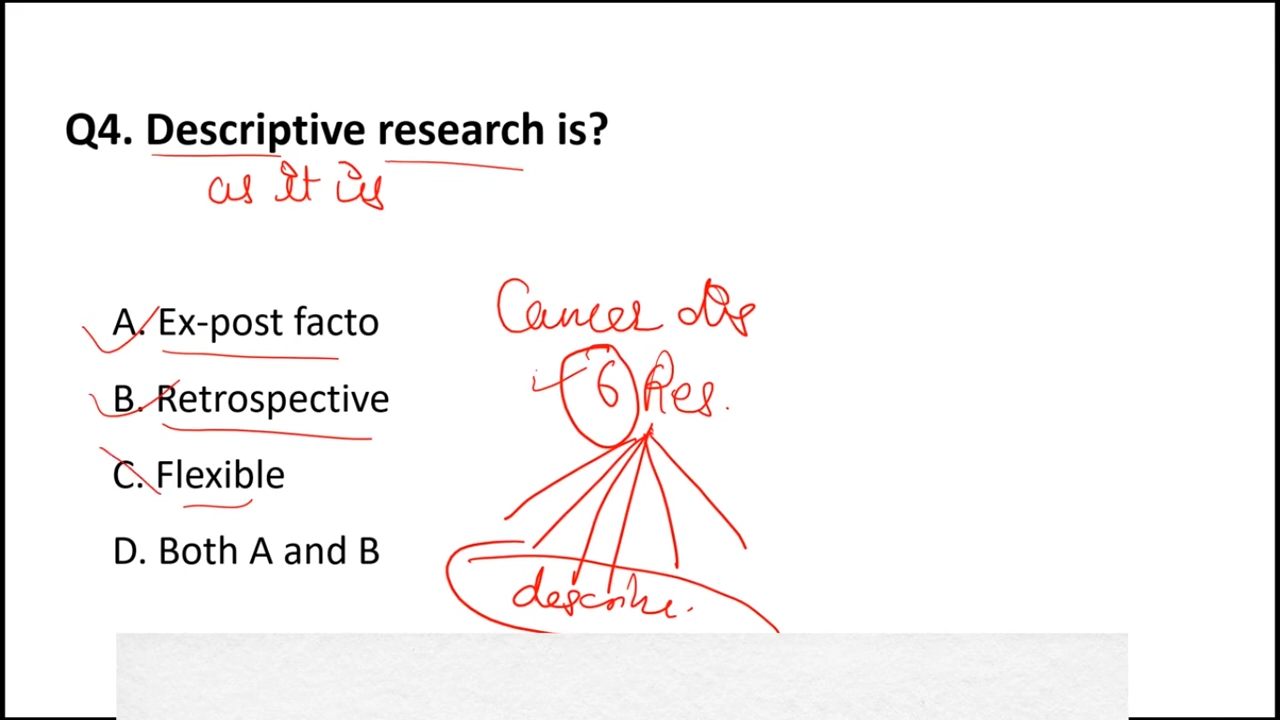 Q4. Descriptive research is?
as it is
A. Ex-post facto
B. Retrospective
C. Flexible
D. Both A and B
Cancer dis
6 Res.
describe.